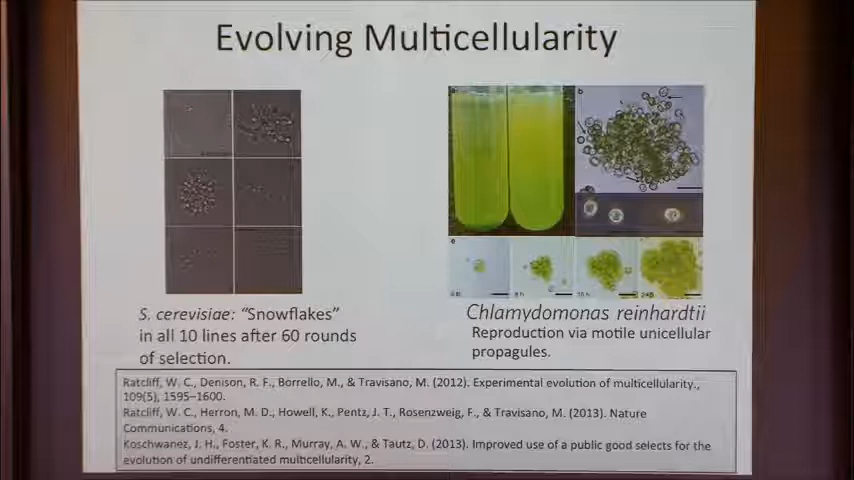 Evolving Multicellularity
S. cerevisiae: “Snowflakes”
in all 10 lines after 60 rounds
of selection.
Chlamydomonas reinhardtii
Reproduction via motile unicellular
propagules.
Ratcliff, W. C., Denison, R. F., Borrello, M., & Travisano, M. (2012). Experimental evolution of multicellularity.,
109(5), 1595–1600.
Ratcliff, W. C., Herron, M. D., Howell, K., Pentz, J. T., Rosenzweig, F., & Travisano, M. (2013). Nature
Communications, 4.
Koschwanez, J. H., Foster, K. R., Murray, A. W., & Tautz, D. (2013). Improved use of a public good selects for the
evolution of undifferentiated multicellularity, 2.